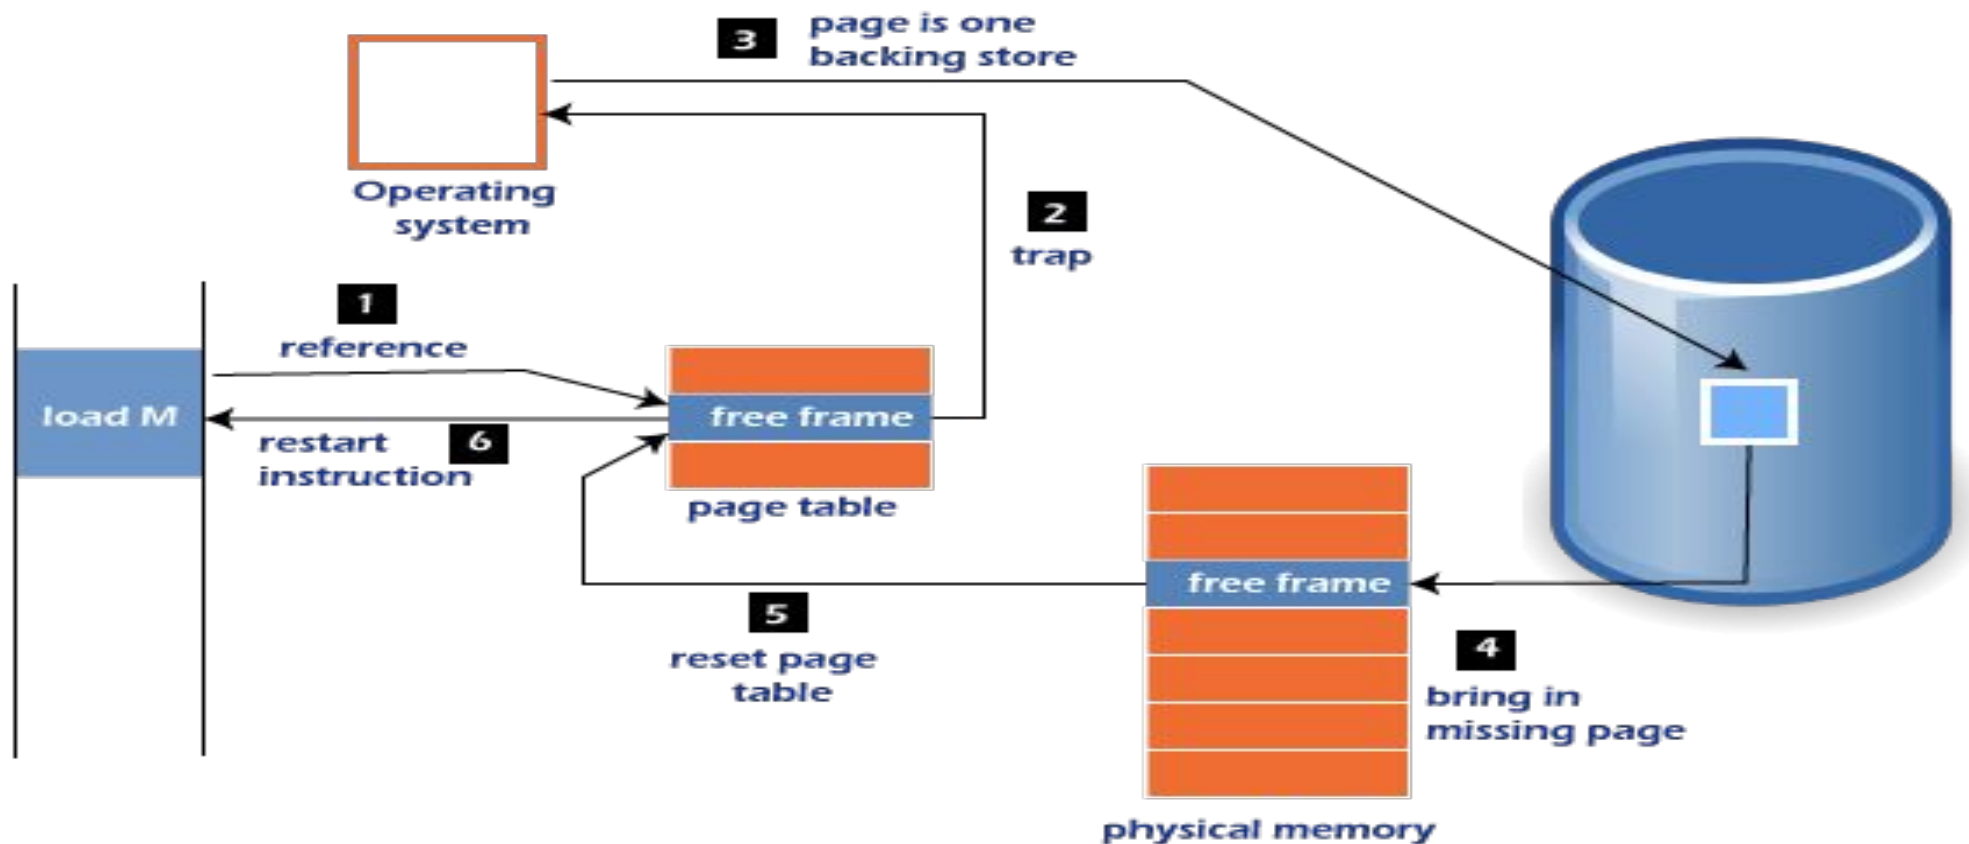 3
page is one
backing store
Operating
system
2
trap
1
reference
load M
free frame
restart
instruction
6
page table
free frame
5
reset page
table
4
bring in
missing page
physical memory